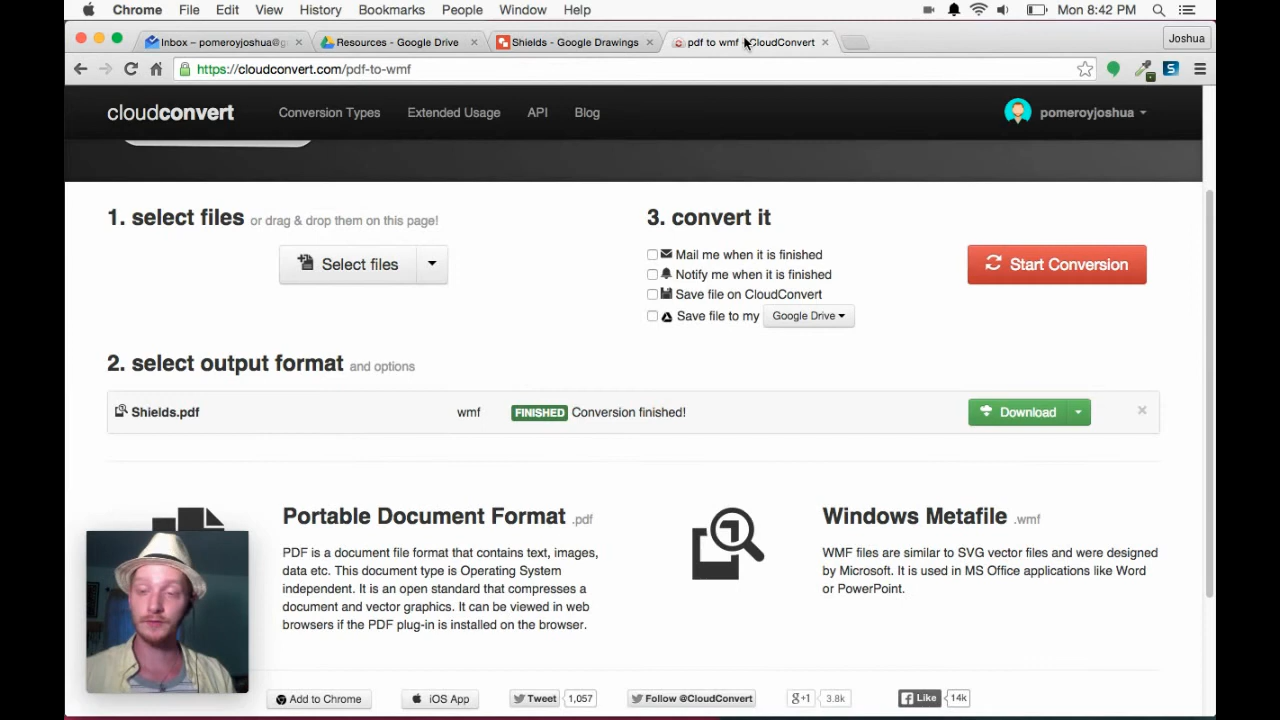 Chrome File Edit View History Bookmarks People Window Help Mon 8:42 PM
Inbox – pomeroyjoshua@g
Resources - Google Drive
Shields - Google Drawings
pdf to wmf CloudConvert
Joshua
https://cloudconvert.com/pdf-to-wmf
cloudconvert Conversion Types Extended Usage API Blog pomeroyjoshua
1. select files or drag & drop them on this page!
Select files
3. convert it
Mail me when it is finished
Notify me when it is finished
Save file on CloudConvert
Save file to my Google Drive
Start Conversion
2. select output format and options
Shields.pdf wmf FINISHED Conversion finished! Download
Portable Document Format .pdf
PDF is a document file format that contains text, images,
data etc. This document type is Operating System
independent. It is an open standard that compresses a
document and vector graphics. It can be viewed in web
browsers if the PDF plug-in is installed on the browser.
Windows Metafile .wmf
WMF files are similar to SVG vector files and were designed
by Microsoft. It is used in MS Office applications like Word
or PowerPoint.
Add to Chrome iOS App Tweet 1,057 Follow @CloudConvert g+1 3.8k Like 14k